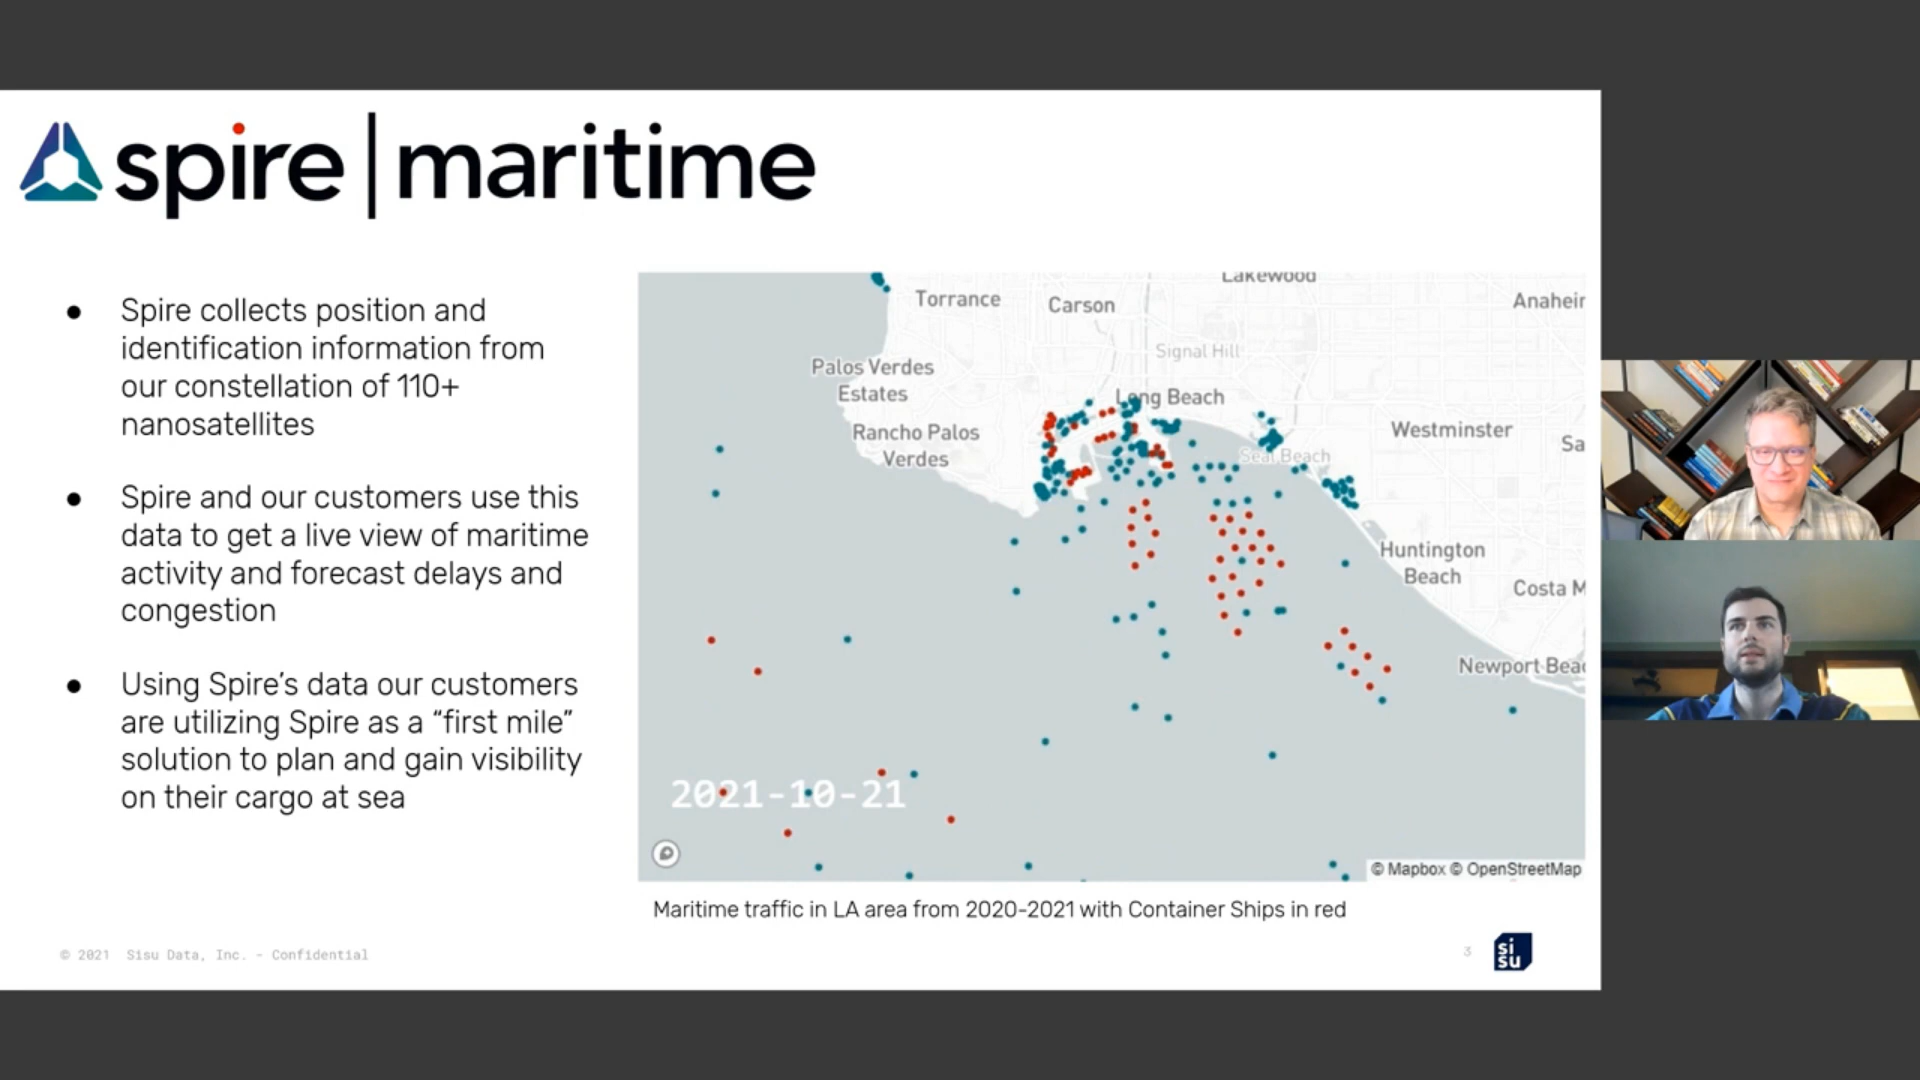 spire | maritime
● Spire collects position and
identification information from
our constellation of 110+
nanosatellites
● Spire and our customers use this
data to get a live view of maritime
activity and forecast delays and
congestion
● Using Spire’s data our customers
are utilizing Spire as a “first mile”
solution to plan and gain visibility
on their cargo at sea
Lakewood
Torrance
Carson
Anaheir
Signal Hill
Palos Verdes
Estates
Long Beach
Rancho Palos
Verdes
Westminster
Sa
Seal Beach
Huntington
Beach
Costa M
Newport Beac
2021-10-21
© Mapbox © OpenStreetMap
Maritime traffic in LA area from 2020-2021 with Container Ships in red
© 2021 Sisu Data, Inc. - Confidential
3
si
su